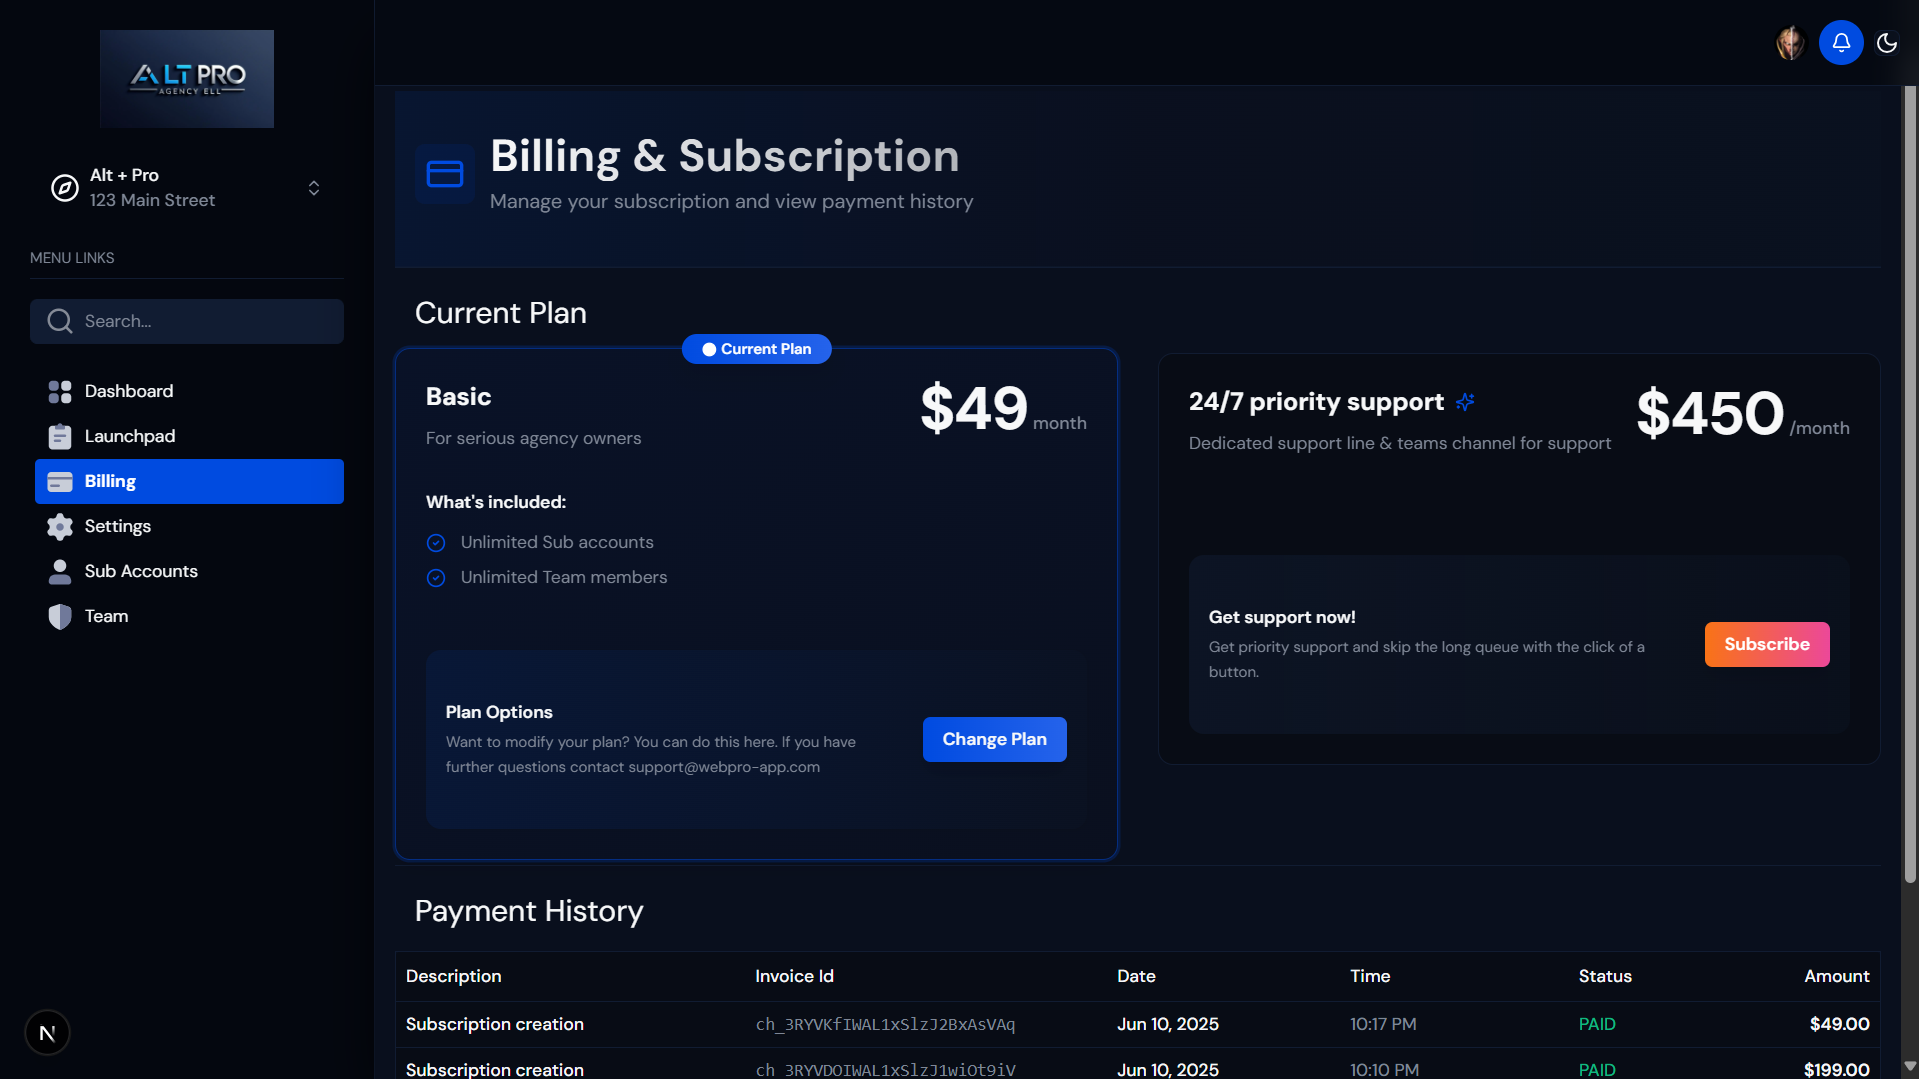 ALT PRO
AGENCY ELL
Alt + Pro
123 Main Street
MENU LINKS
Search...
Dashboard
Launchpad
Billing
Settings
Sub Accounts
Team
N
Billing & Subscription
Manage your subscription and view payment history
Current Plan
Current Plan
Basic
$49 month
For serious agency owners
What's included:
Unlimited Sub accounts
Unlimited Team members
Plan Options
Want to modify your plan? You can do this here. If you have
further questions contact support@webpro-app.com
Change Plan
24/7 priority support
$450 /month
Dedicated support line & teams channel for support
Get support now!
Get priority support and skip the long queue with the click of a
button.
Subscribe
Payment History
Description Invoice Id Date Time Status Amount
Subscription creation ch_3RYVKfIWAL1xSlzJ2BxAsVAq Jun 10, 2025 10:17 PM PAID $49.00
Subscription creation ch_3RYVDOIWAL1xSlzJ1wiOt9iV Jun 10, 2025 10:10 PM PAID $199.00